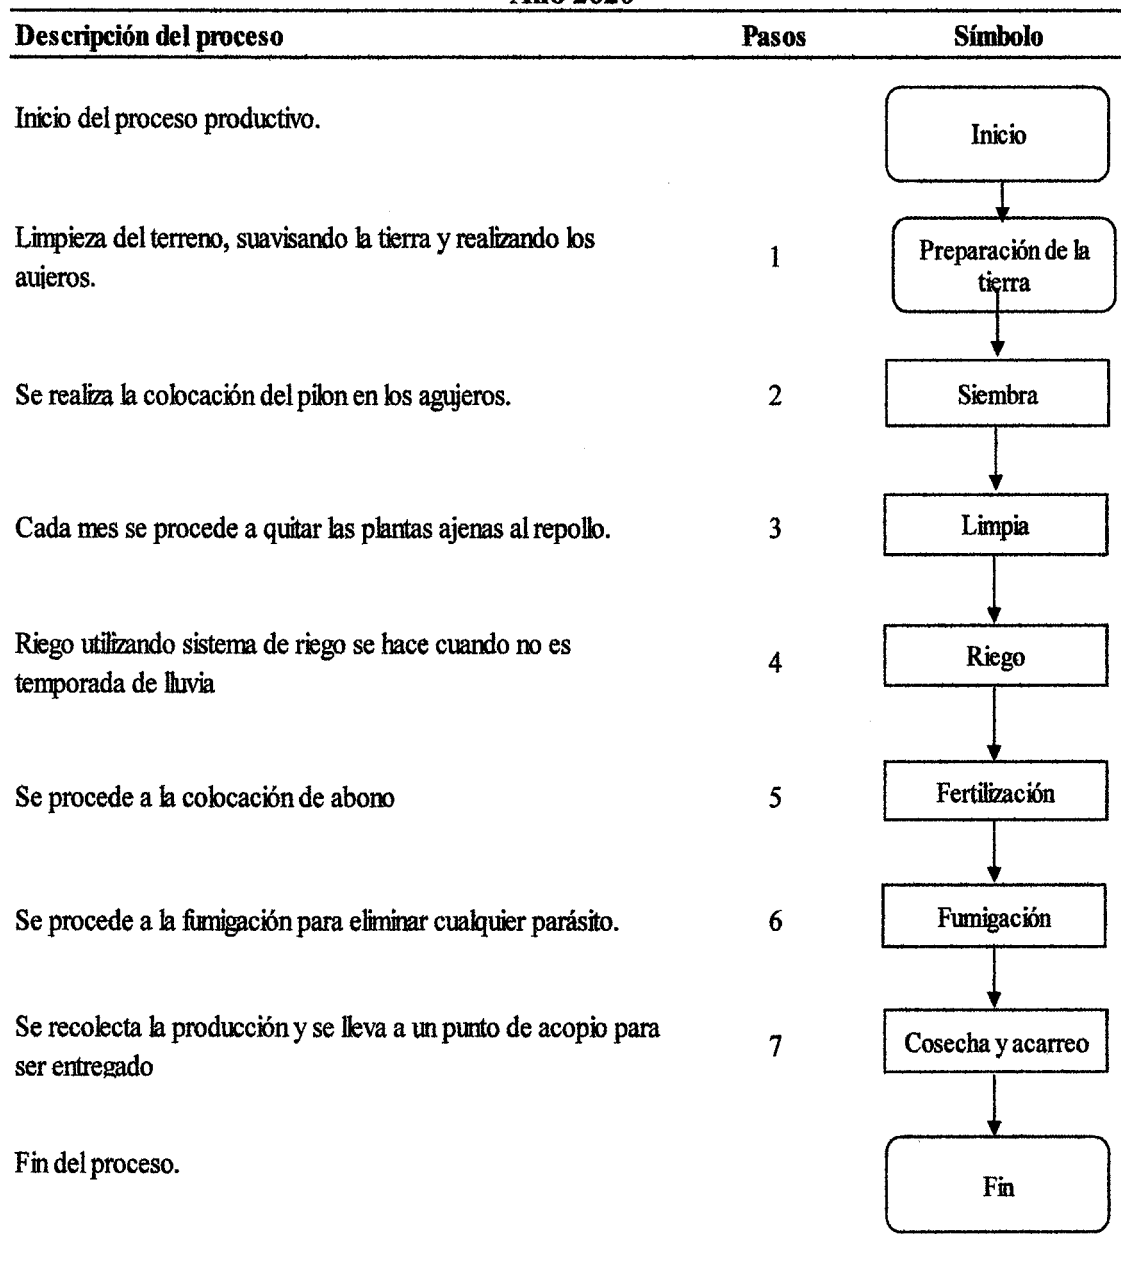 Descripción del proceso Pasos Símbolo
Inicio del proceso productivo.
Inicio
Limpieza del terreno, suavisando la tierra y realizando los
aujeros.
1
Preparación de la
tierra
Se realiza la colocación del pilon en los agujeros.
2
Siembra
Cada mes se procede a quitar las plantas ajenas al repollo.
3
Limpia
Riego utilizando sistema de riego se hace cuando no es
temporada de lluvia
4
Riego
Se procede a la colocación de abono
5
Fertilización
Se procede a la fumigación para eliminar cualquier parásito.
6
Fumigación
Se recolecta la producción y se lleva a un punto de acopio para
ser entregado
7
Cosecha y acarreo
Fin del proceso.
Fin